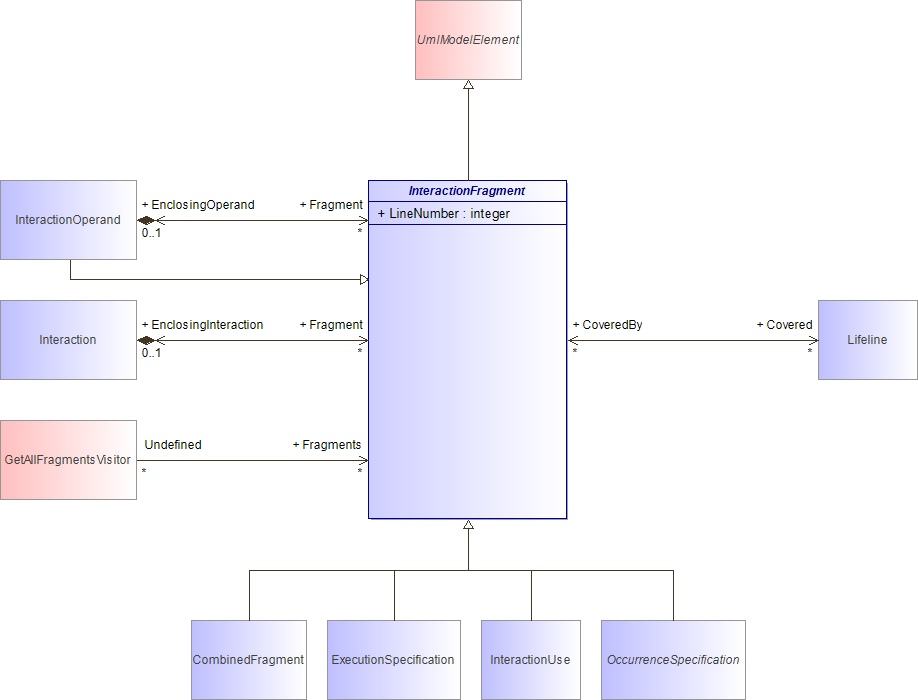 UmlModelElement
InteractionFragment
+ LineNumber : integer
InteractionOperand
+ EnclosingOperand
+ Fragment
0..1
*
Interaction
+ EnclosingInteraction
+ Fragment
0..1
*
+ CoveredBy
+ Covered
*
*
Lifeline
GetAllFragmentsVisitor
Undefined
+ Fragments
*
*
CombinedFragment
ExecutionSpecification
InteractionUse
OccurrenceSpecification